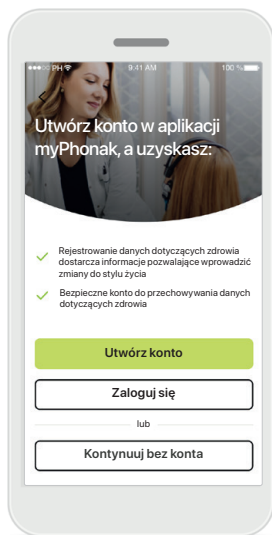 PH 9:41 AM 100 %
Utwórz konto w aplikacji
myPhonak, a uzyskasz:
Rejestrowanie danych dotyczących zdrowia
dostarcza informacje pozwalające wprowadzić
zmiany do stylu życia
Bezpieczne konto do przechowywania danych
dotyczących zdrowia
Utwórz konto
Zaloguj się
lub
Kontynuuj bez konta